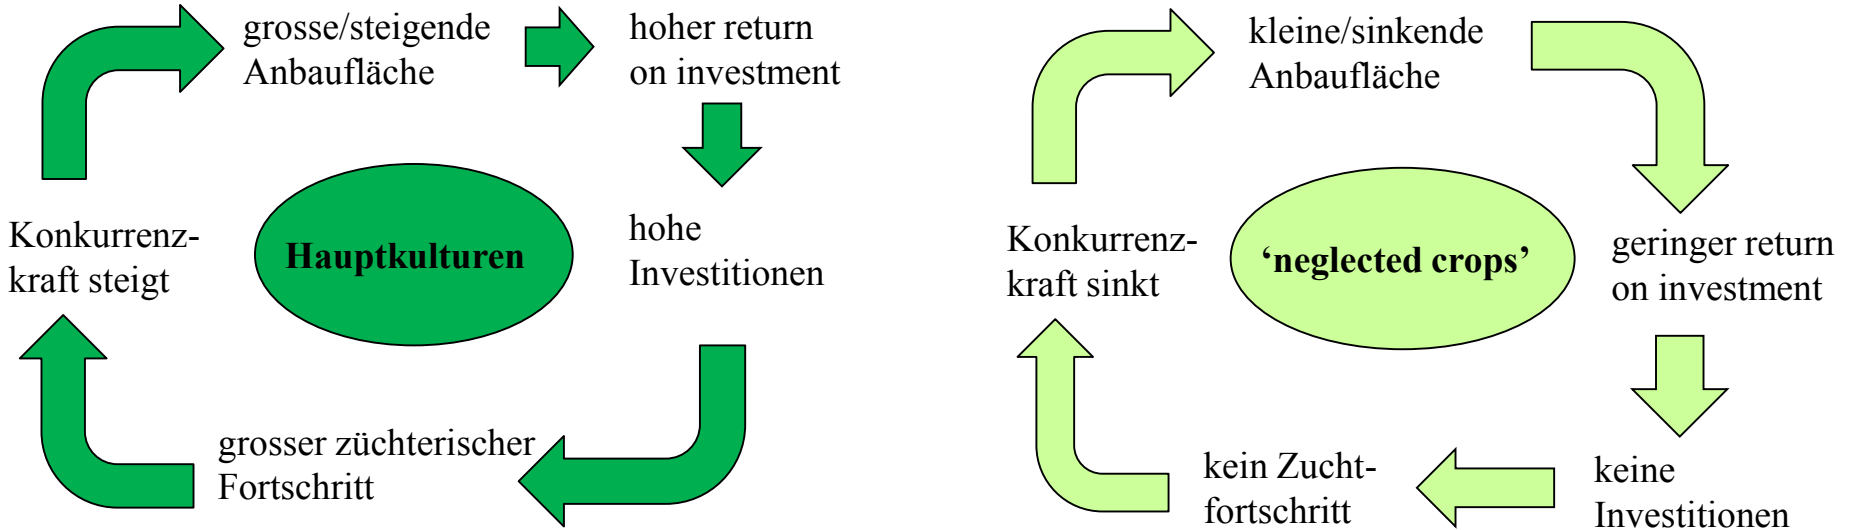 grosse/steigende
Anbaufläche
hoher return
on investment
hohe
Investitionen
grosser züchterischer
Fortschritt
Konkurrenz-
kraft steigt
Hauptkulturen
kleine/sinkende
Anbaufläche
geringer return
on investment
keine
Investitionen
kein Zucht-
fortschritt
Konkurrenz-
kraft sinkt
‘neglected crops’